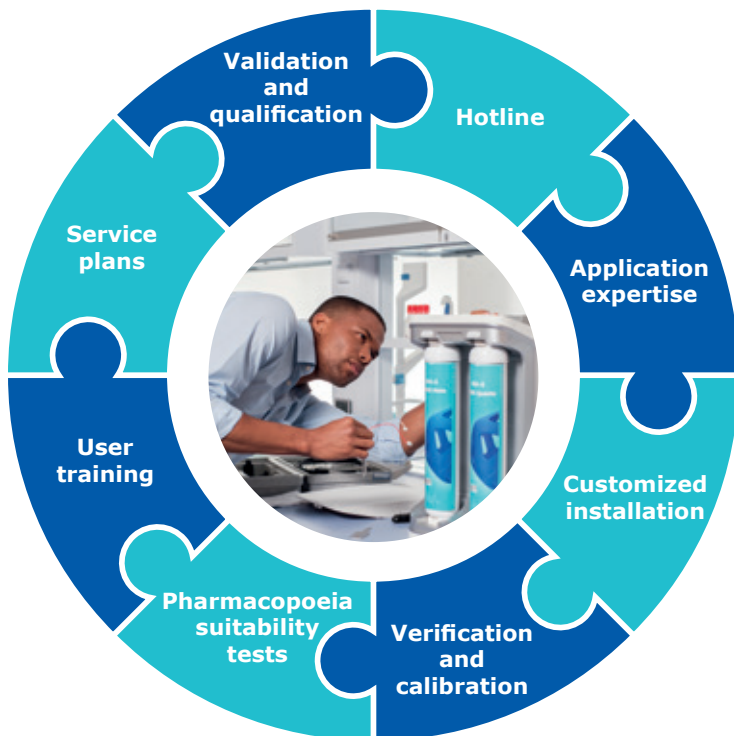 Validation
and
qualification
Hotline
Application
expertise
Customized
installation
Verification
and
calibration
Pharmacopoeia
suitability
tests
User
training
Service
plans